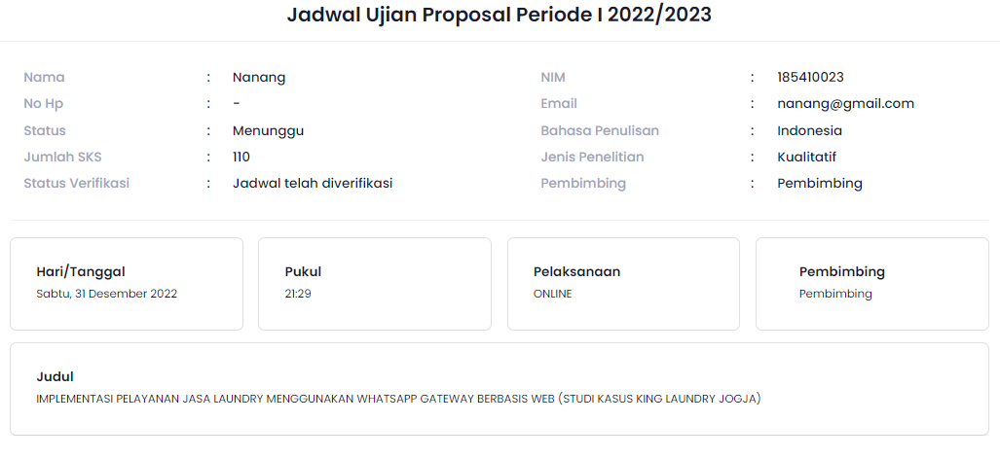 Jadwal Ujian Proposal Periode I 2022/2023
Nama : Nanang NIM : 185410023
No Hp : - Email : nanang@gmail.com
Status : Menunggu Bahasa Penulisan : Indonesia
Jumlah SKS : 110 Jenis Penelitian : Kualitatif
Status Verifikasi : Jadwal telah diverifikasi Pembimbing : Pembimbing
Hari/Tanggal Pukul Pelaksanaan Pembimbing
Sabtu, 31 Desember 2022 21:29 ONLINE Pembimbing
Judul
IMPLEMENTASI PELAYANAN JASA LAUNDRY MENGGUNAKAN WHATSAPP GATEWAY BERBASIS WEB (STUDI KASUS KING LAUNDRY JOGJA)